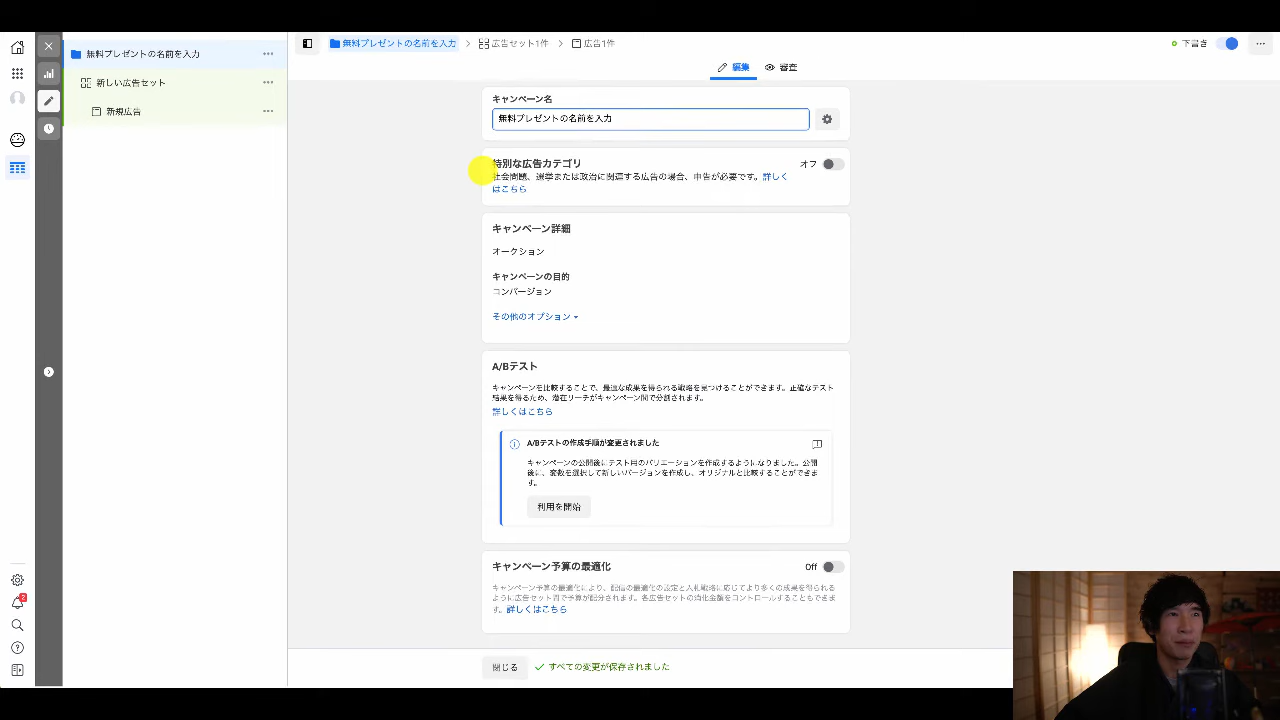 無料プレゼントの名前を入力
新しい広告セット
新規広告
無料プレゼントの名前を入力
広告セット1件
広告1件
下書き
編集
審査
キャンペーン名
無料プレゼントの名前を入力
特別な広告カテゴリ
オフ
社会問題、選挙または政治に関連する広告の場合、申告が必要です。詳しく
はこちら
キャンペーン詳細
オークション
キャンペーンの目的
コンバージョン
その他のオプション
A/Bテスト
キャンペーンを比較することで、最適な成果を得られる戦略を見つけることができます。正確なテスト
結果を得るため、潜在リーチがキャンペーン間で分割されます。
詳しくはこちら
A/Bテストの作成手順が変更されました
キャンペーンの公開後にテスト用のバリエーションを作成するようになりました。公開
後に、変数を選択して新しいバージョンを作成し、オリジナルと比較することができま
す。
利用を開始
キャンペーン予算の最適化
Off
キャンペーン予算の最適化により、配信の最適化の設定と入札戦略に応じてより多くの成果を得られる
ように広告セット間で予算が配分されます。各広告セットの消化金額をコントロールすることもできま
す。詳しくはこちら
2
閉じる
すべての変更が保存されました